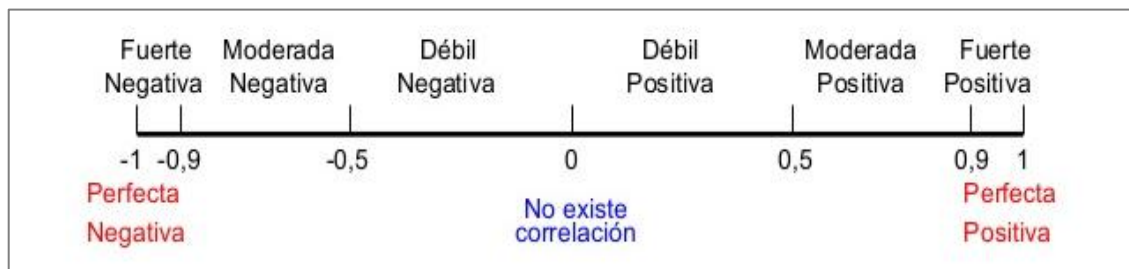 Fuerte Moderada Débil Débil Moderada Fuerte
Negativa Negativa Negativa Positiva Positiva Positiva
-1 -0,9 -0,5 0 0,5 0,9 1
Perfecta No existe Perfecta
Negativa correlación Positiva